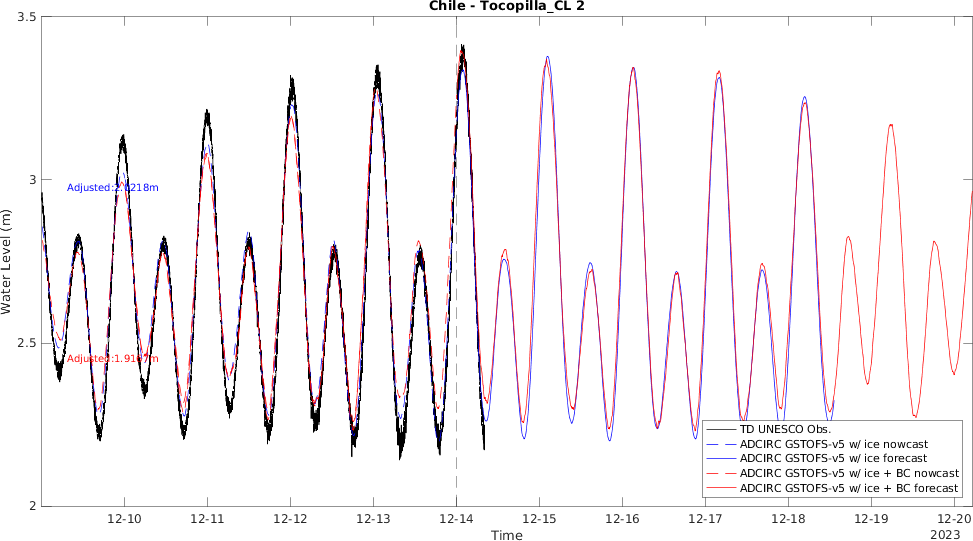 Chile - Tocopilla_CL 2
3.5
3
2.5
2
Water Level (m)
Adjusted:2.1218m
TD UNESCO Obs.
ADCIRC GSTOFS-v5 w/ ice nowcast
ADCIRC GSTOFS-v5 w/ ice forecast
ADCIRC GSTOFS-v5 w/ ice + BC nowcast
ADCIRC GSTOFS-v5 w/ ice + BC forecast
12-10 12-11 12-12 12-13 12-14 12-15 12-16 12-17 12-18 12-19 12-20
Time
2023